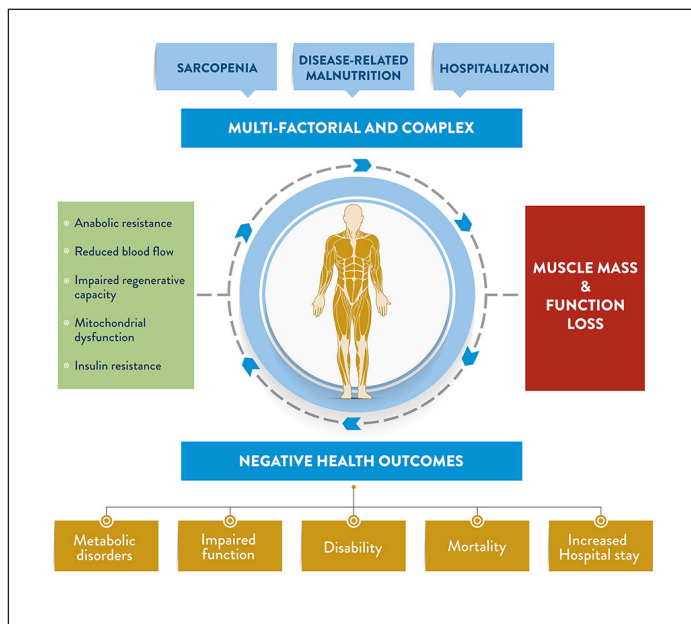 SARCOPENIA
DISEASE-RELATED
MALNUTRITION
HOSPITALIZATION
MULTI-FACTORIAL AND COMPLEX
Anabolic resistance
Reduced blood flow
Impaired regenerative
capacity
Mitochondrial
dysfunction
Insulin resistance
MUSCLE MASS
&
FUNCTION
LOSS
NEGATIVE HEALTH OUTCOMES
Metabolic
disorders
Impaired
function
Disability
Mortality
Increased
Hospital stay